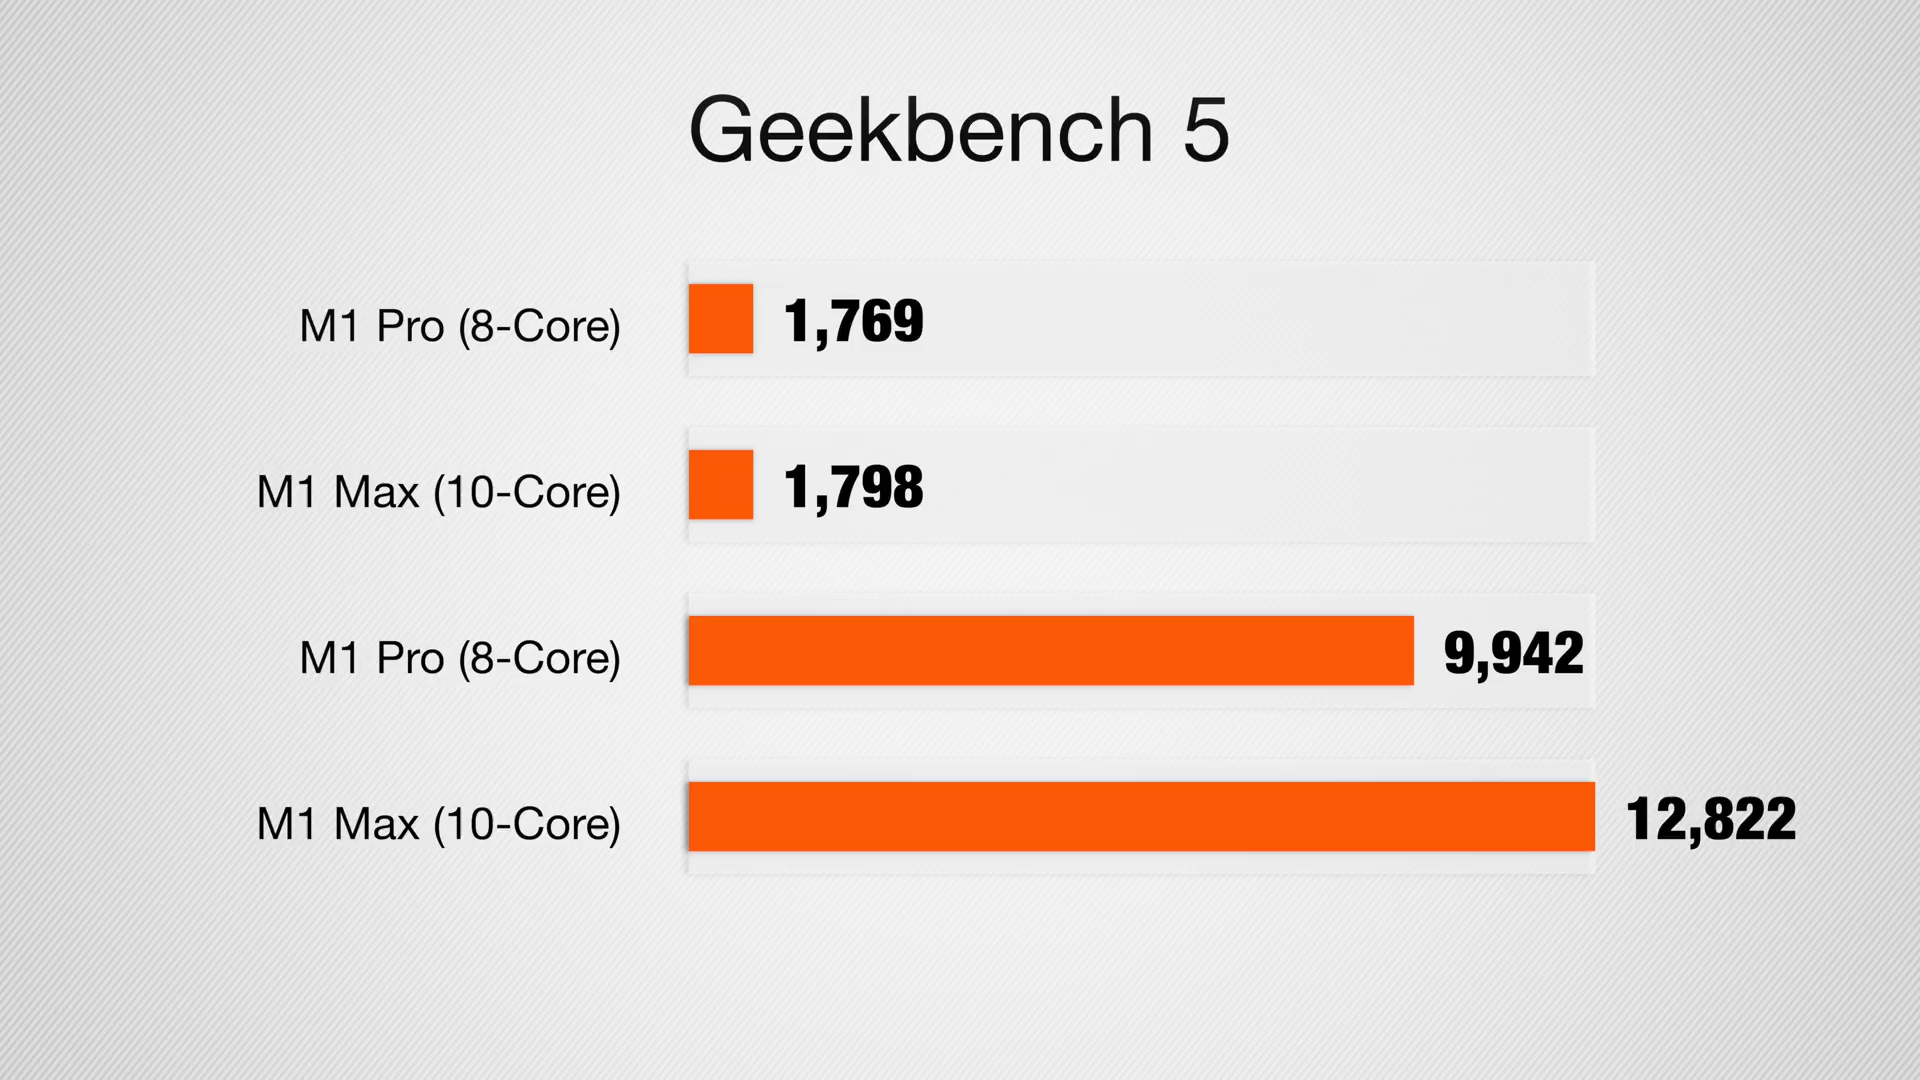 Geekbench 5
M1 Pro (8-Core) 1,769
M1 Max (10-Core) 1,798
M1 Pro (8-Core) 9,942
M1 Max (10-Core) 12,822